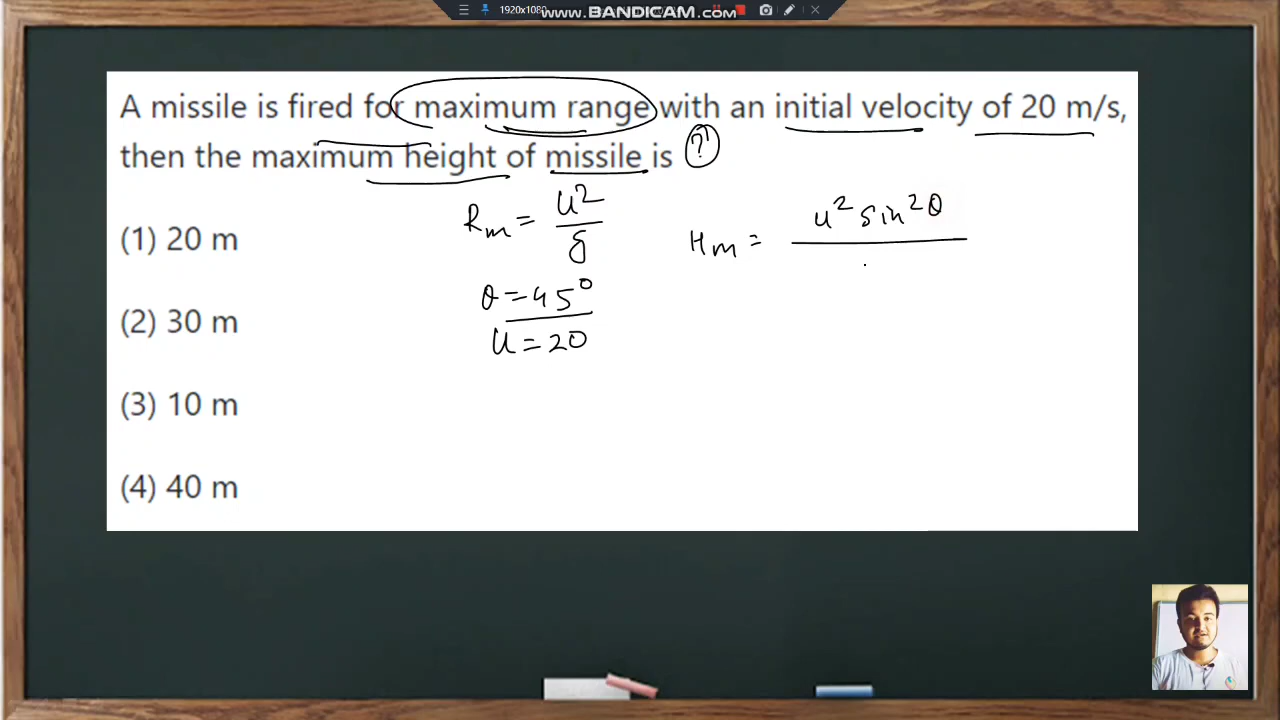 1920x1080
www.BANDICAM.com
A missile is fired for maximum range with an initial velocity of 20 m/s,
then the maximum height of missile is ?
(1) 20 m
(2) 30 m
(3) 10 m
(4) 40 m
Rm = u²/g
θ = 45°
u = 20
Hm = u² sin²θ